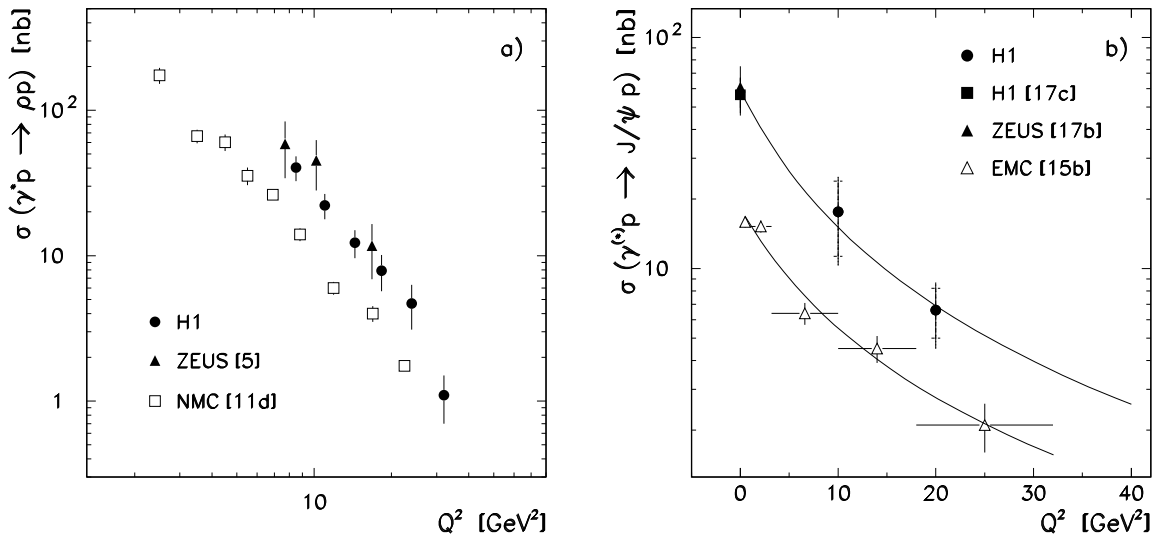 σ (γ*p → ρp) [nb]
a)
10²
10
1
H1
ZEUS [5]
NMC [11d]
10
Q² [GeV²]
σ (γ⁽*⁾p → J/ψ p) [nb]
b)
10²
10
H1
H1 [17c]
ZEUS [17b]
EMC [15b]
0 10 20 30 40
Q² [GeV²]